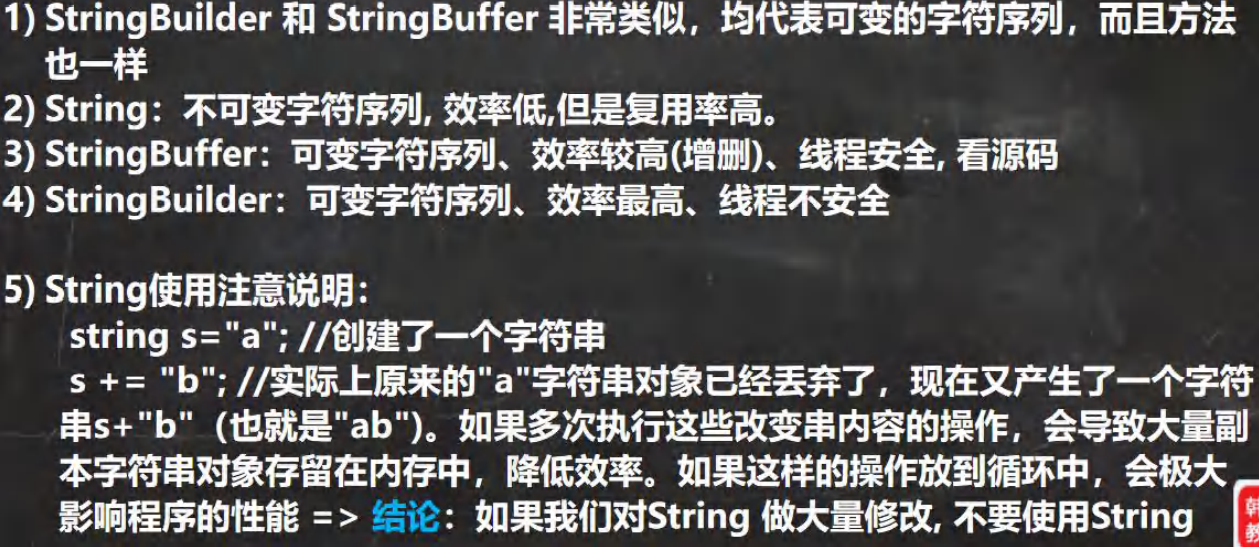 1) StringBuilder 和 StringBuffer 非常类似，均代表可变的字符序列，而且方法
也一样
2) String：不可变字符序列, 效率低,但是复用率高。
3) StringBuffer：可变字符序列、效率较高(增删)、线程安全, 看源码
4) StringBuilder：可变字符序列、效率最高、线程不安全
5) String使用注意说明：
string s="a"; //创建了一个字符串
s += "b"; //实际上原来的"a"字符串对象已经丢弃了，现在又产生了一个字符
串s+"b"（也就是"ab")。如果多次执行这些改变串内容的操作，会导致大量副
本字符串对象存留在内存中，降低效率。如果这样的操作放到循环中，会极大
影响程序的性能 => 结论：如果我们对String 做大量修改, 不要使用String